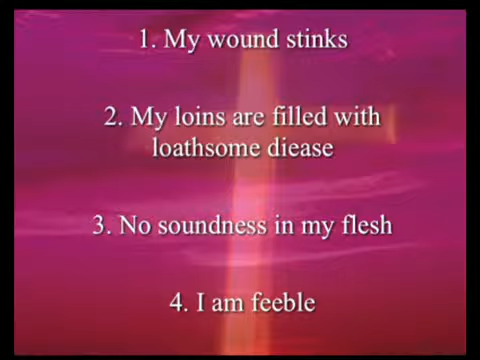 1. My wound stinks
2. My loins are filled with
loathsome diease
3. No soundness in my flesh
4. I am feeble